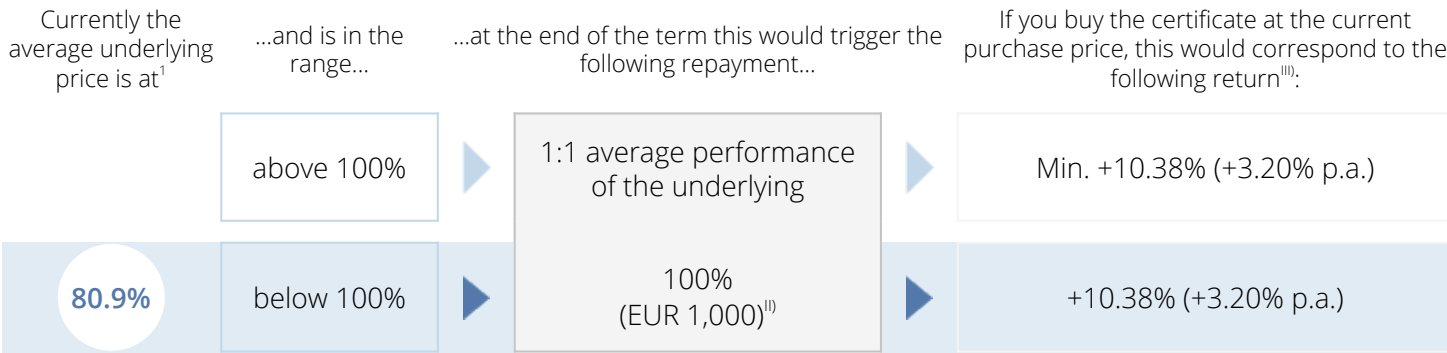 Currently the
average underlying
price is at¹
...and is in the
range...
...at the end of the term this would trigger the
following repayment...
If you buy the certificate at the current
purchase price, this would correspond to the
following return III):
above 100%
1:1 average performance
of the underlying
Min. +10.38% (+3.20% p.a.)
80.9%
below 100%
100%
(EUR 1,000) II)
+10.38% (+3.20% p.a.)